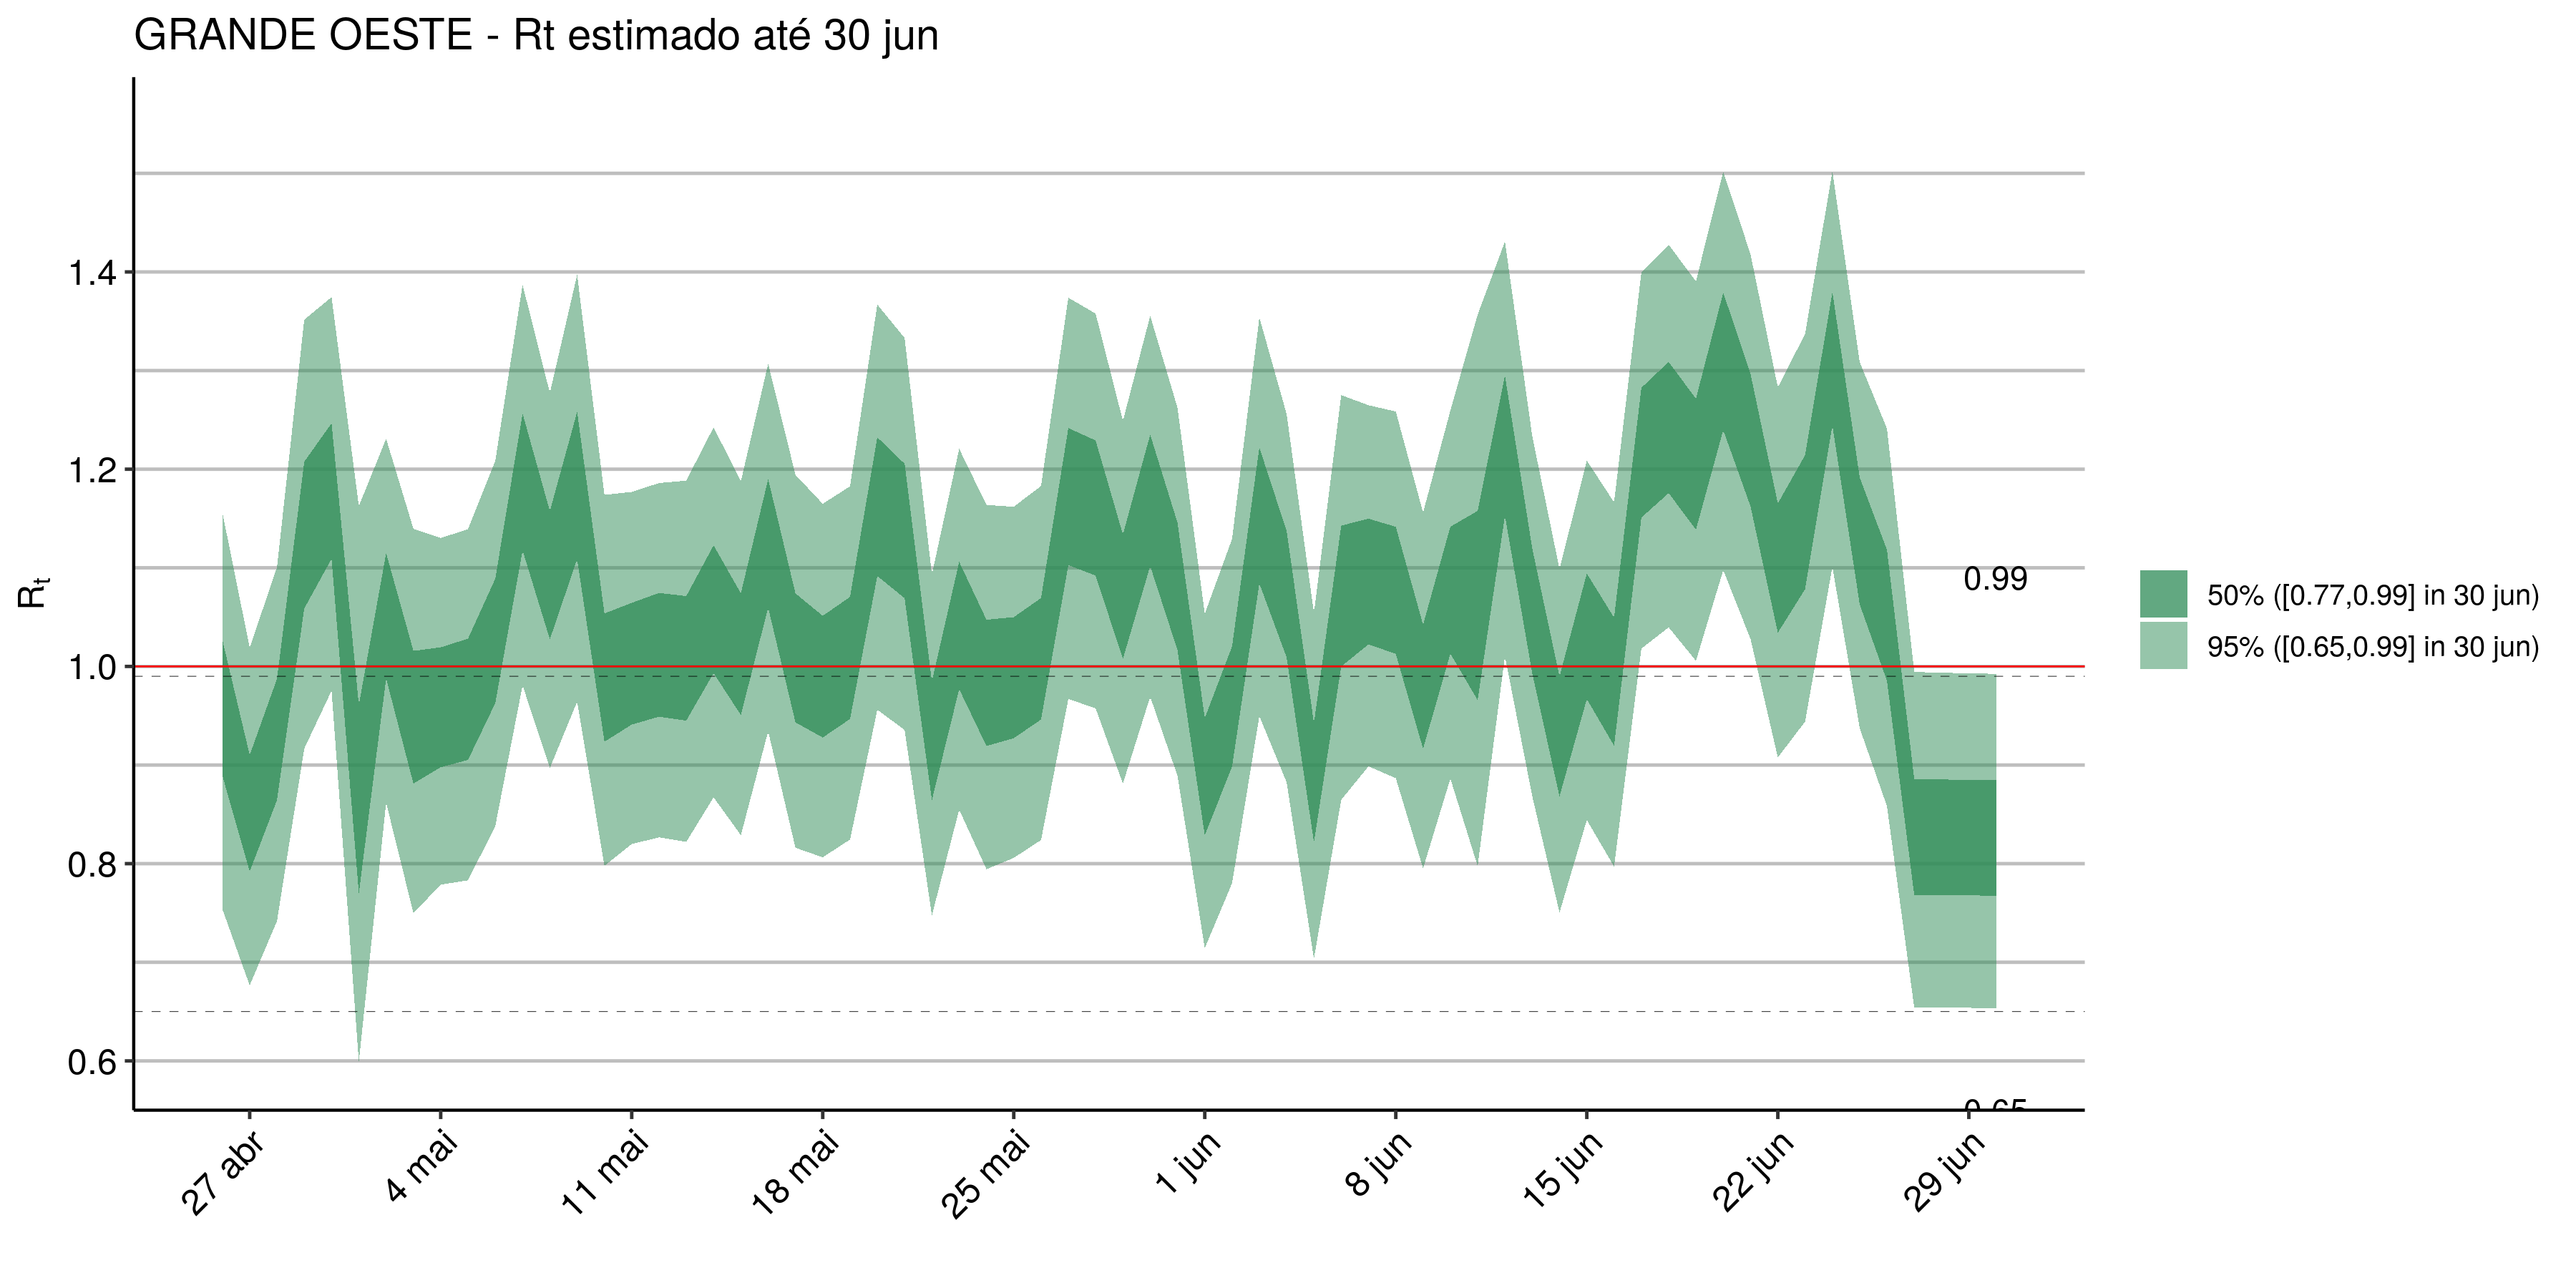 GRANDE OESTE - Rt estimado até 30 jun
1.4
1.2
1.0
0.8
0.6
Rt
0.99
0.65
50% ([0.77,0.99] in 30 jun)
95% ([0.65,0.99] in 30 jun)
27 abr
4 mai
11 mai
18 mai
25 mai
1 jun
8 jun
15 jun
22 jun
29 jun